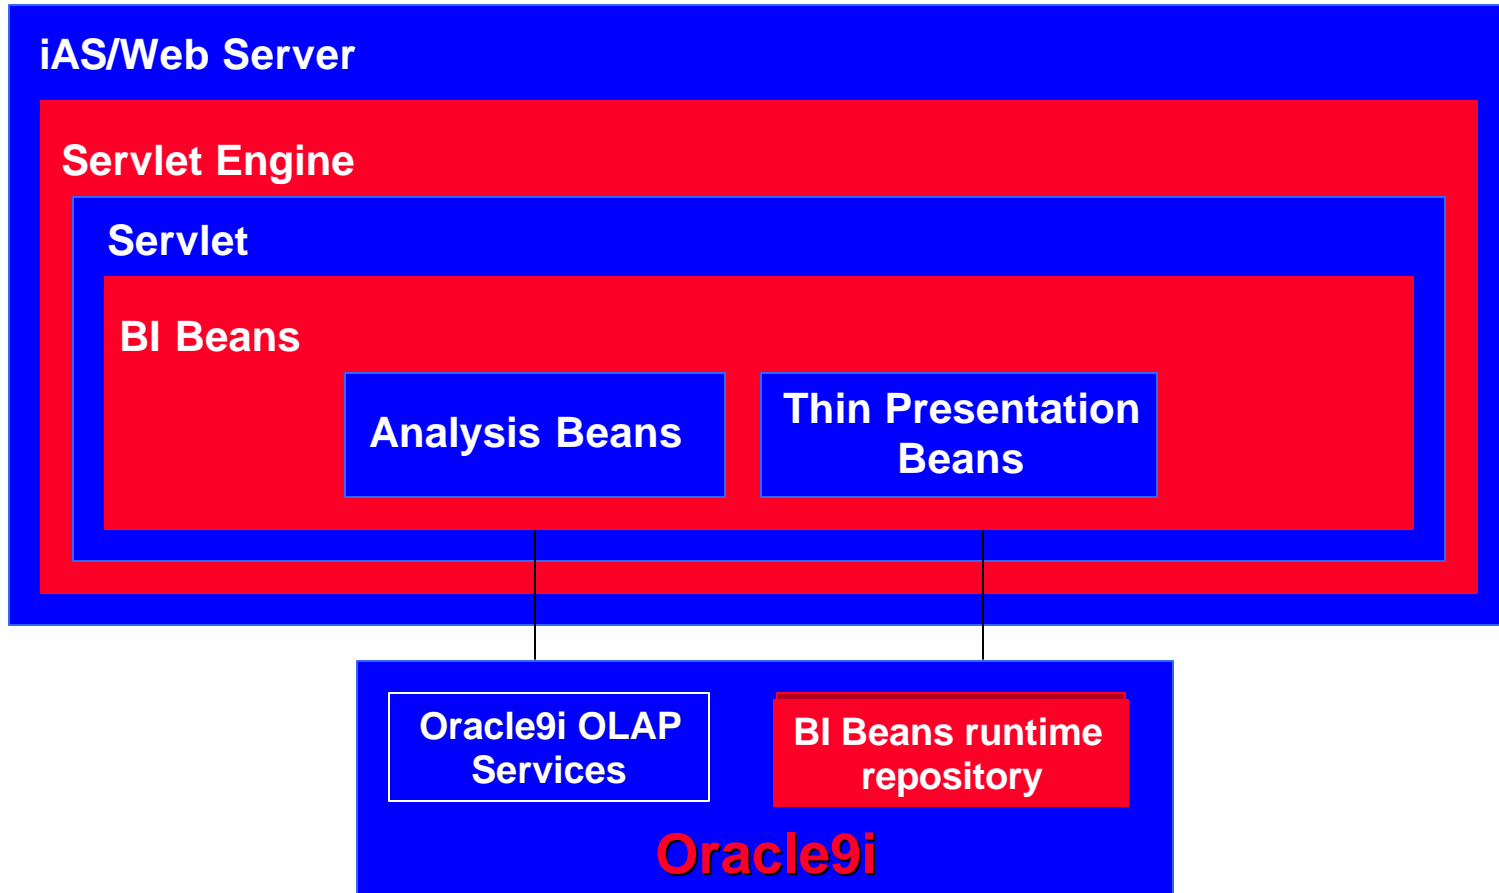 iAS/Web Server
Servlet Engine
Servlet
BI Beans
Analysis Beans
Thin Presentation
Beans
Oracle9i OLAP
Services
BI Beans runtime
repository
Oracle9i